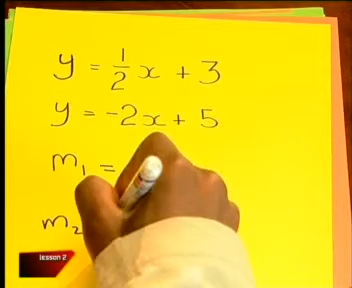 y = 1/2 x + 3
y = -2x + 5
m₁ =
m₂
lesson 2